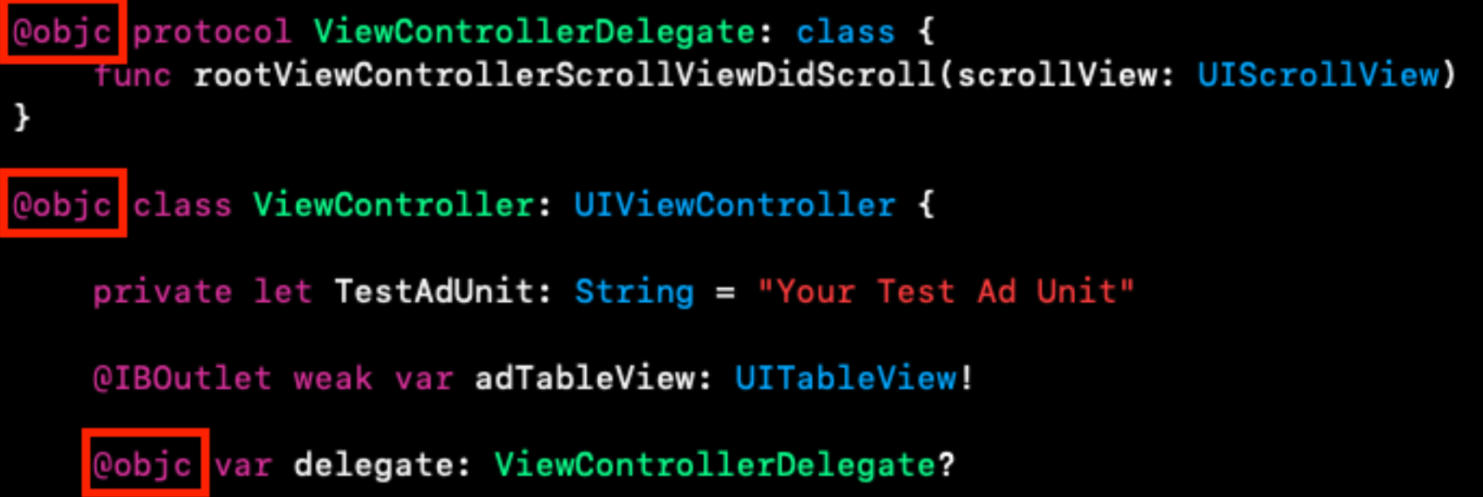 @objc protocol ViewControllerDelegate: class {
    func rootViewControllerScrollViewDidScroll(scrollView: UIScrollView)
}
@objc class ViewController: UIViewController {
    private let TestAdUnit: String = "Your Test Ad Unit"
    @IBOutlet weak var adTableView: UITableView!
    @objc var delegate: ViewControllerDelegate?